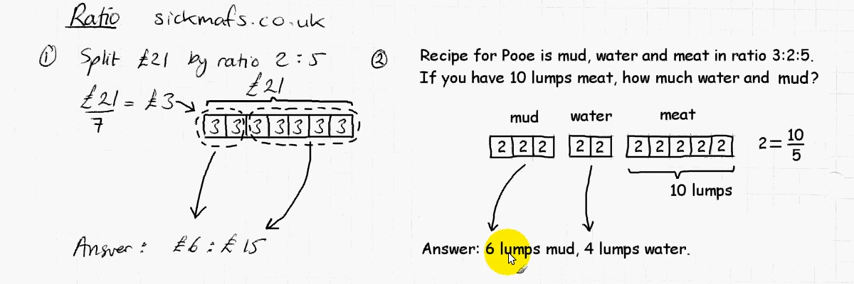 Ratio sickmafs.co.uk
① Split £21 by ratio 2:5
£21
£21/7 = £3
3 3 3 3 3 3 3
Answer: £6 : £15
② Recipe for Pooe is mud, water and meat in ratio 3:2:5.
If you have 10 lumps meat, how much water and mud?
mud water meat
2 2 2 2 2 2 2 2 2 2 2=10/5
10 lumps
Answer: 6 lumps mud, 4 lumps water.